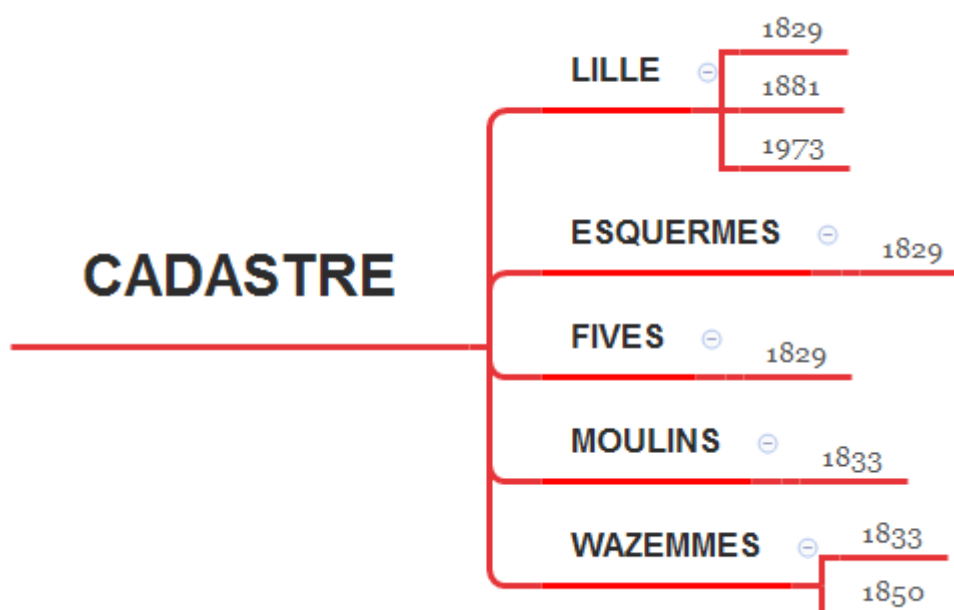 CADASTRE
LILLE
1829
1881
1973
ESQUERMES
1829
FIVES
1829
MOULINS
1833
WAZEMMES
1833
1850